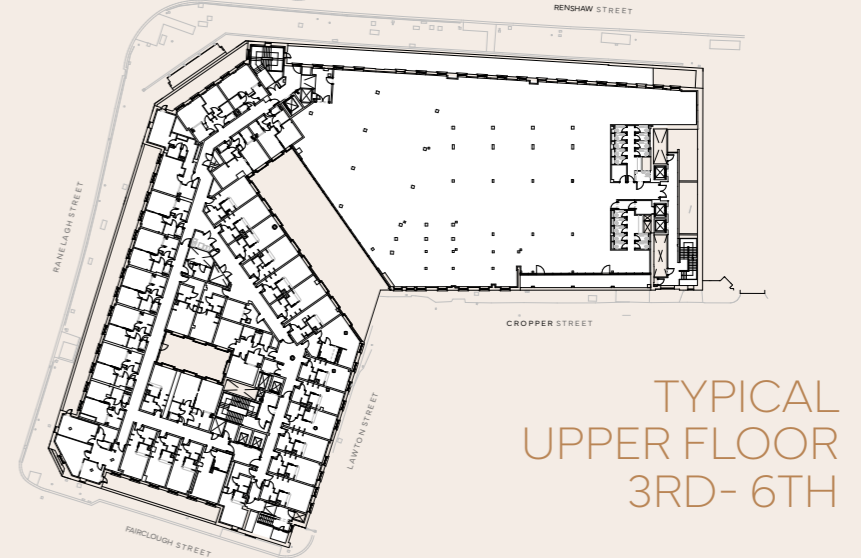 RENSHAW STREET
RANELAGH STREET
CROPPER STREET
LAWTON STREET
FAIRCLOUGH STREET
TYPICAL
UPPER FLOOR
3RD- 6TH